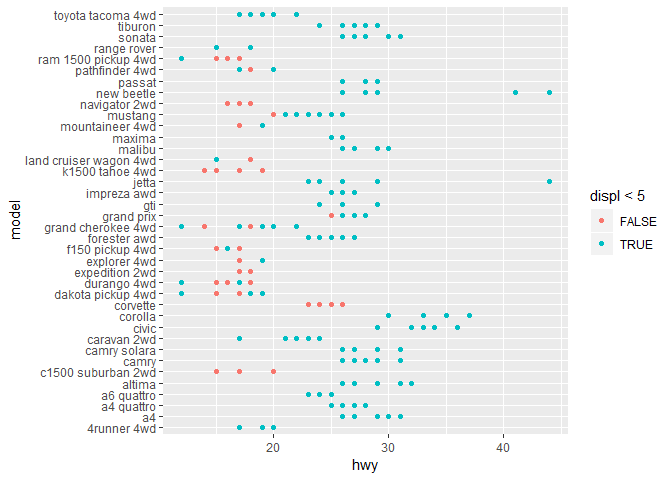 toyota tacoma 4wd
tiburon
sonata
range rover
ram 1500 pickup 4wd
pathfinder 4wd
passat
new beetle
navigator 2wd
mustang
mountaineer 4wd
maxima
malibu
land cruiser wagon 4wd
k1500 tahoe 4wd
jetta
impreza awd
gti
grand prix
grand cherokee 4wd
forester awd
f150 pickup 4wd
explorer 4wd
expedition 2wd
durango 4wd
dakota pickup 4wd
corvette
corolla
civic
caravan 2wd
camry solara
camry
c1500 suburban 2wd
altima
a6 quattro
a4 quattro
a4
4runner 4wd
model
20 30 40
hwy
displ < 5
FALSE
TRUE